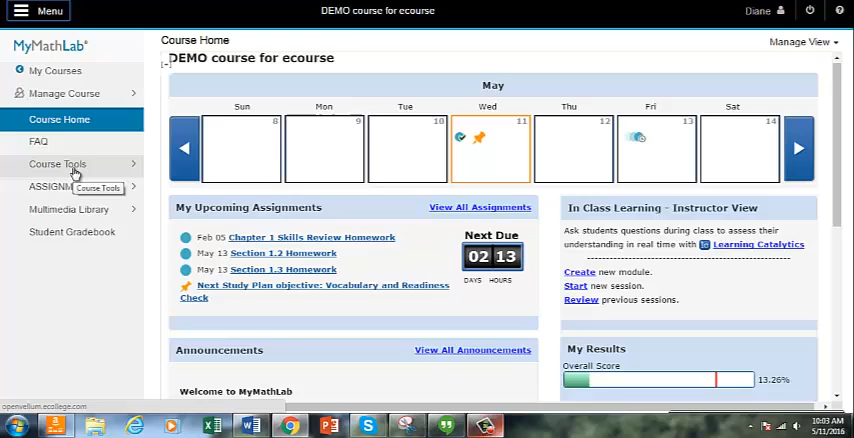 Menu
DEMO course for ecourse
Diane
MyMathLab®
Course Home
Manage View
My Courses
Manage Course
Course Home
FAQ
Course Tools
Course Tools
Multimedia Library
Student Gradebook
DEMO course for ecourse
[-]
May
Sun Mon Tue Wed Thu Fri Sat
8 9 10 11 12 13 14
My Upcoming Assignments View All Assignments
Feb 05 Chapter 1 Skills Review Homework
May 13 Section 1.2 Homework
May 13 Section 1.3 Homework
Next Study Plan objective: Vocabulary and Readiness
Check
Next Due
02 13
DAYS HOURS
In Class Learning - Instructor View
Ask students questions during class to assess their
understanding in real time with Learning Catalytics
Create new module.
Start new session.
Review previous sessions.
Announcements View All Announcements
Welcome to MyMathLab
My Results
Overall Score
13.26%
openvellum.ecollege.com
10:03 AM
5/11/2016